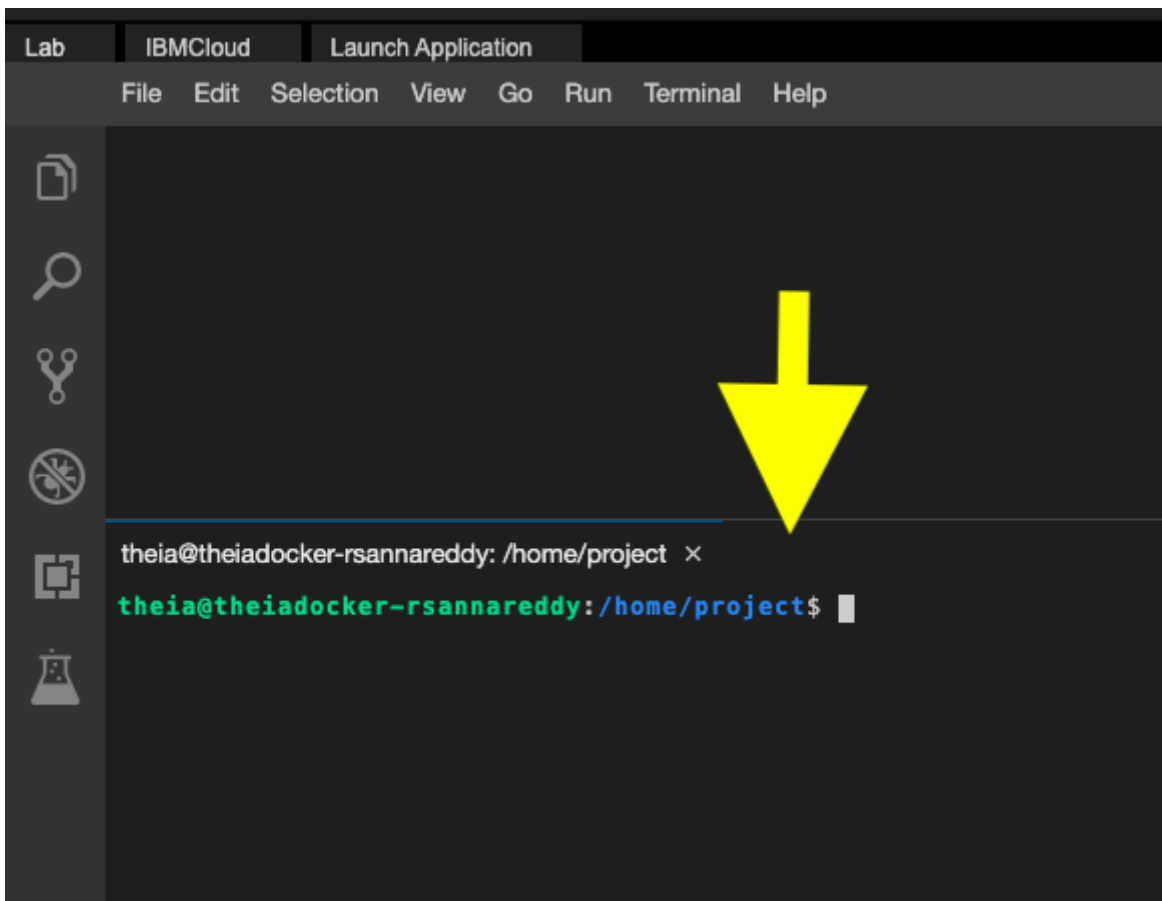 Lab IBMCloud Launch Application
File Edit Selection View Go Run Terminal Help
theia@theiadocker-rsannareddy: /home/project ×
theia@theiadocker-rsannareddy:/home/project$